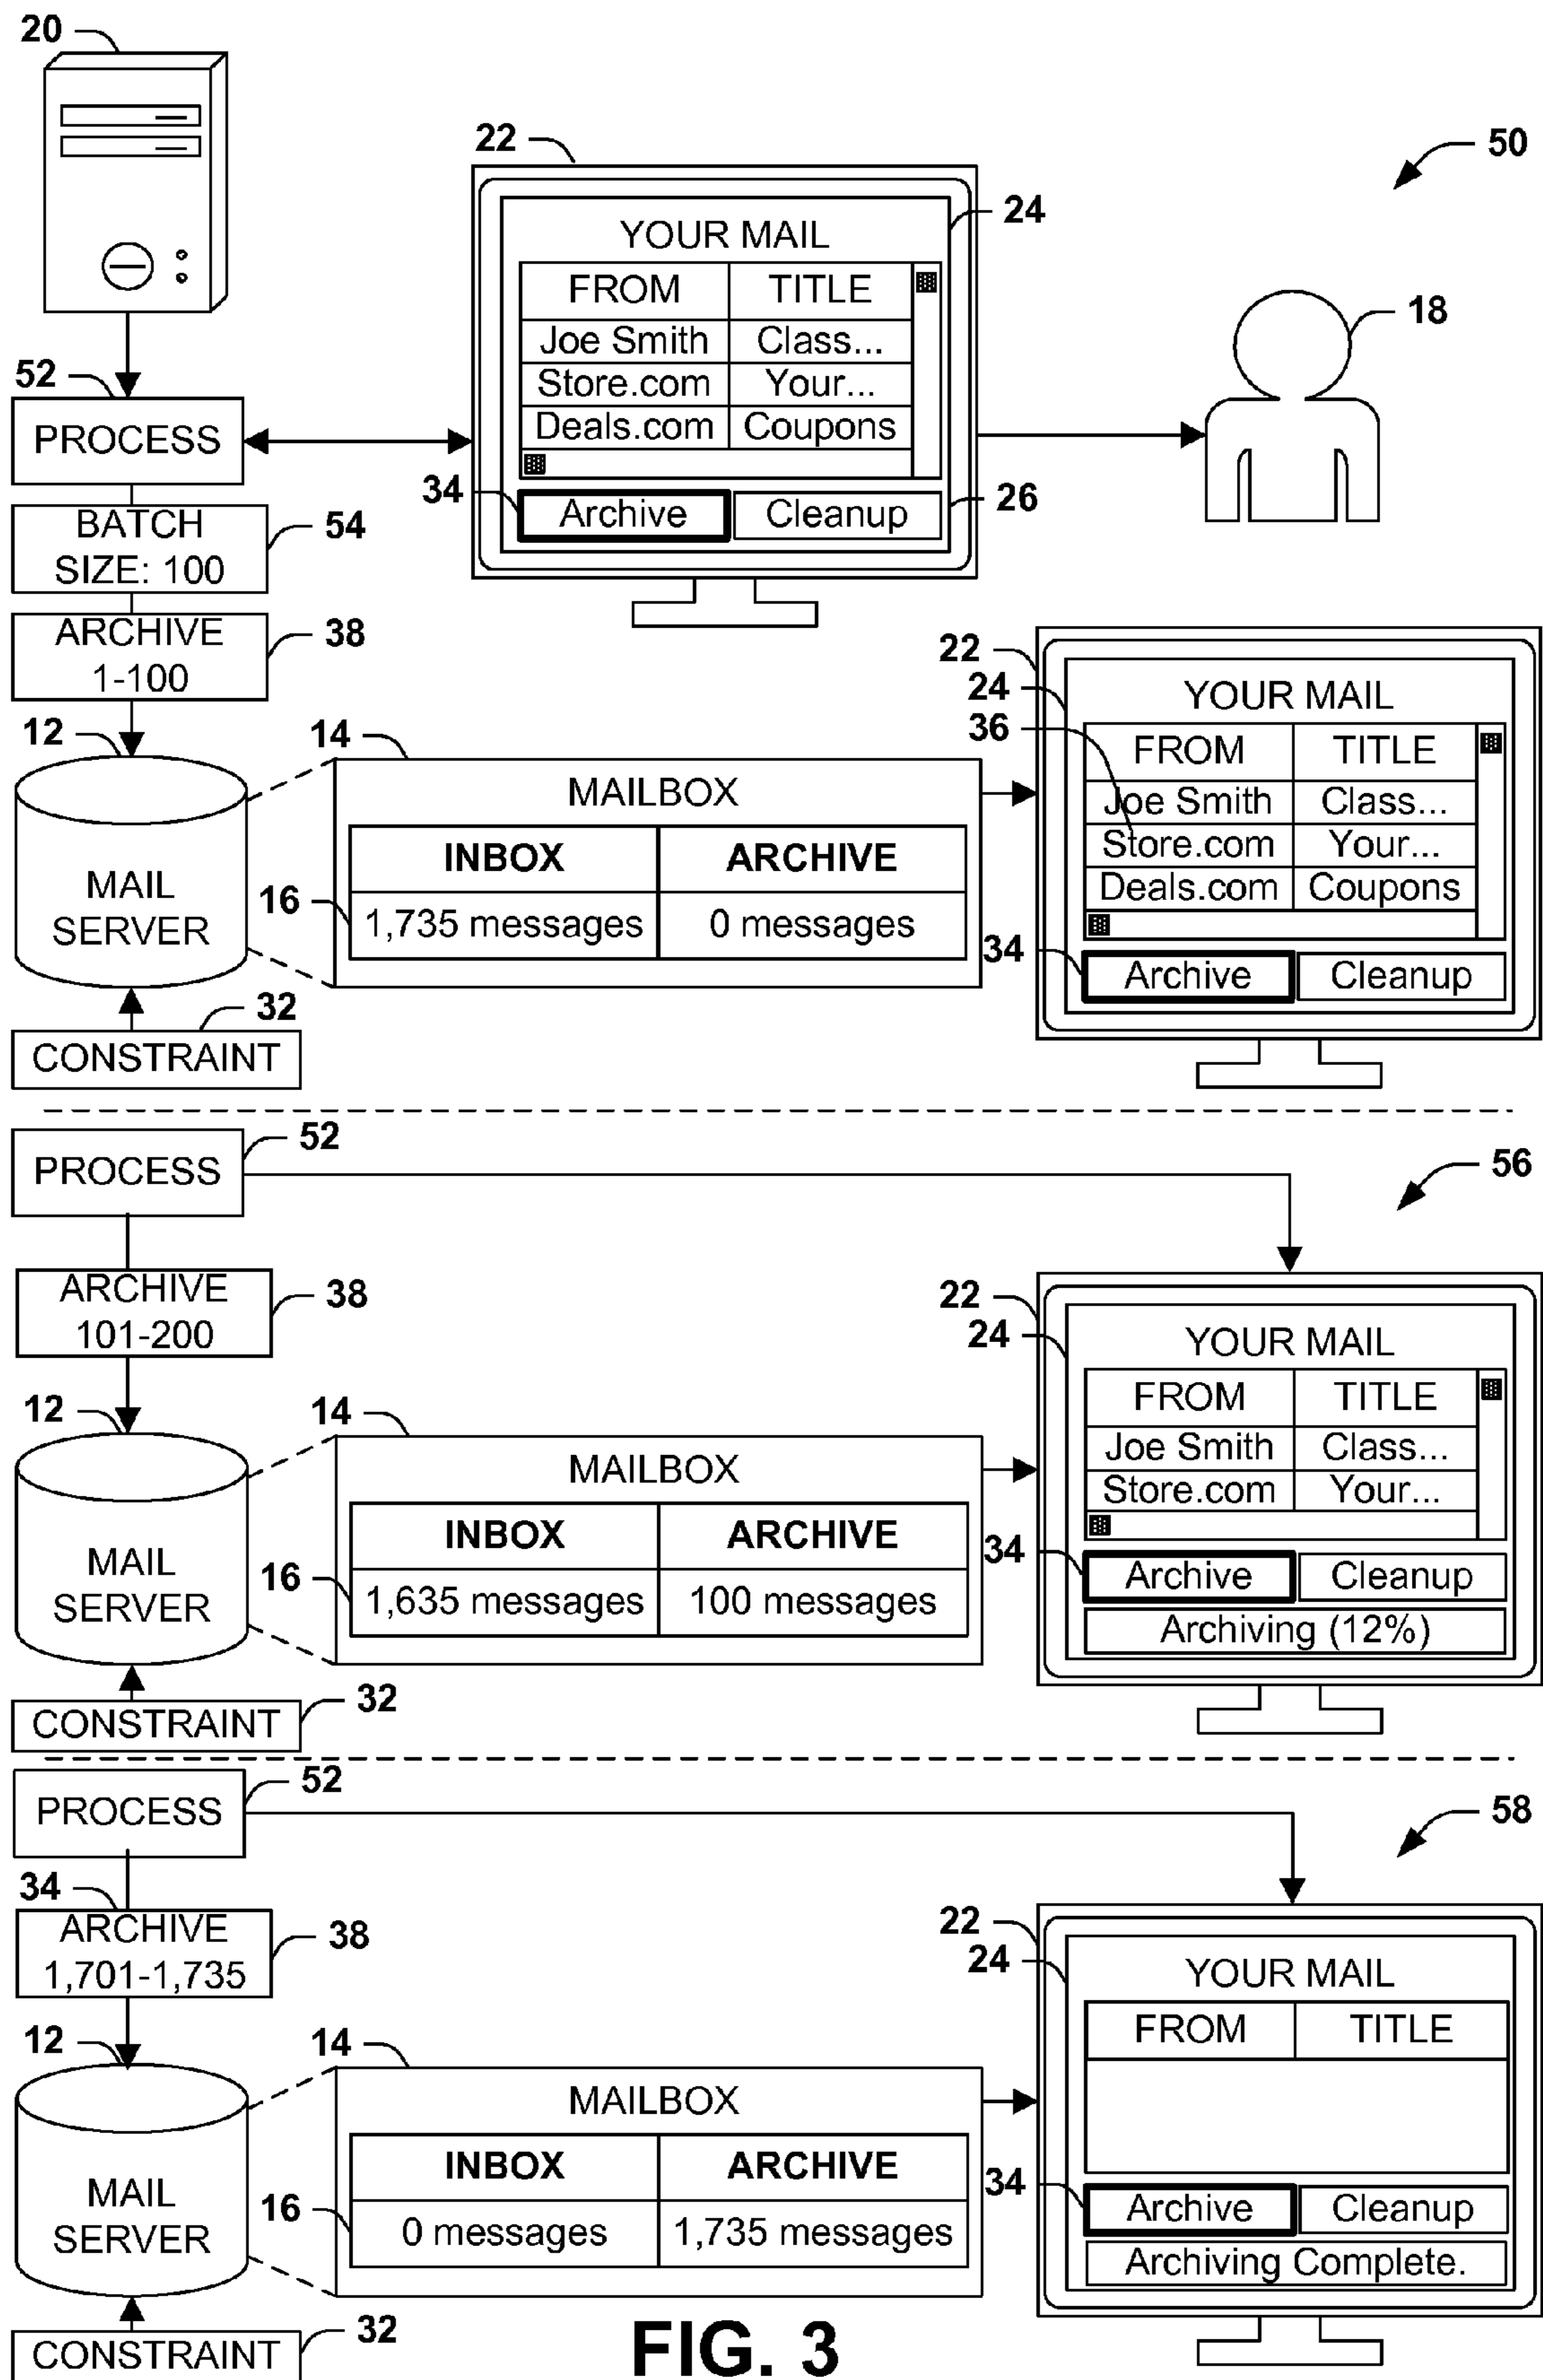 20
22
50
YOUR MAIL
24
FROM TITLE
Joe Smith Class...
Store.com Your...
Deals.com Coupons
18
52
PROCESS
34
Archive Cleanup
26
BATCH
SIZE: 100
54
ARCHIVE
1-100
38
22
24
36
YOUR MAIL
FROM TITLE
Joe Smith Class...
Store.com Your...
Deals.com Coupons
34
Archive Cleanup
12
MAIL
SERVER
14
MAILBOX
INBOX ARCHIVE
16
1,735 messages 0 messages
32
CONSTRAINT
52
PROCESS
56
ARCHIVE
101-200
38
22
24
YOUR MAIL
FROM TITLE
Joe Smith Class...
Store.com Your...
34
Archive Cleanup
Archiving (12%)
12
MAIL
SERVER
14
MAILBOX
INBOX ARCHIVE
16
1,635 messages 100 messages
32
CONSTRAINT
52
PROCESS
58
34
ARCHIVE
1,701-1,735
38
22
24
YOUR MAIL
FROM TITLE
34
Archive Cleanup
Archiving Complete.
12
MAIL
SERVER
14
MAILBOX
INBOX ARCHIVE
16
0 messages 1,735 messages
32
CONSTRAINT
FIG. 3